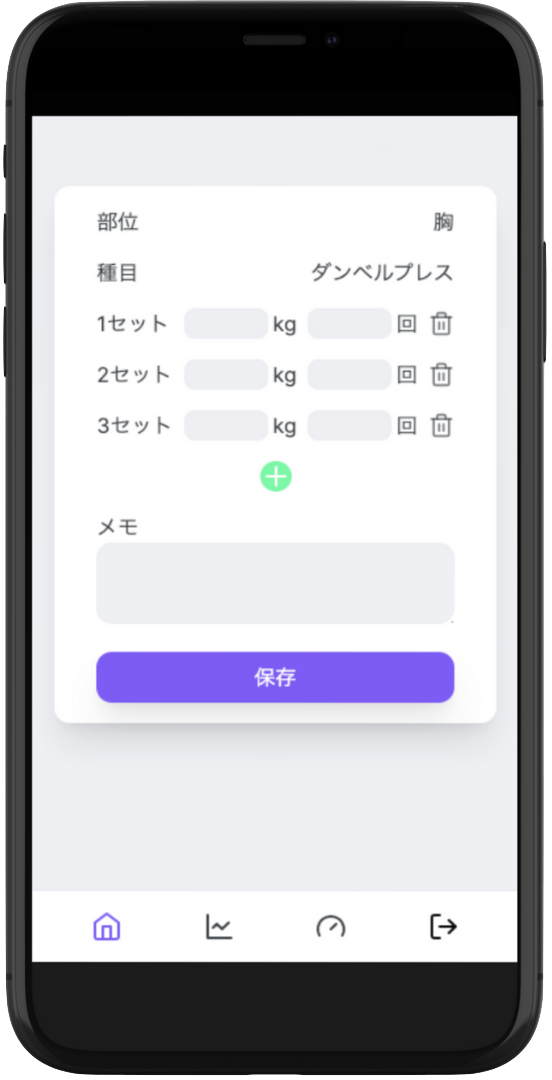 部位 胸
種目 ダンベルプレス
1セット kg 回
2セット kg 回
3セット kg 回
メモ
保存